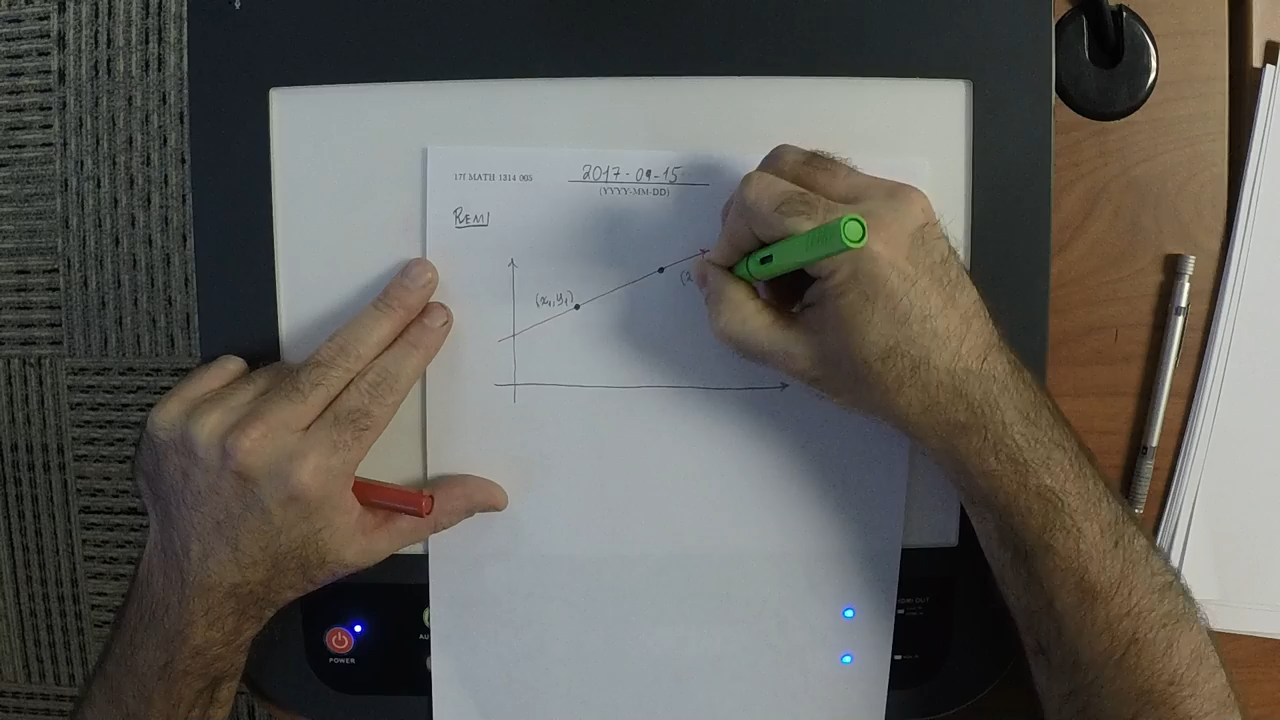 17f MATH 1314 005
2017-09-15
(YYYY-MM-DD)
REM
(x₁, y₁)
POWER